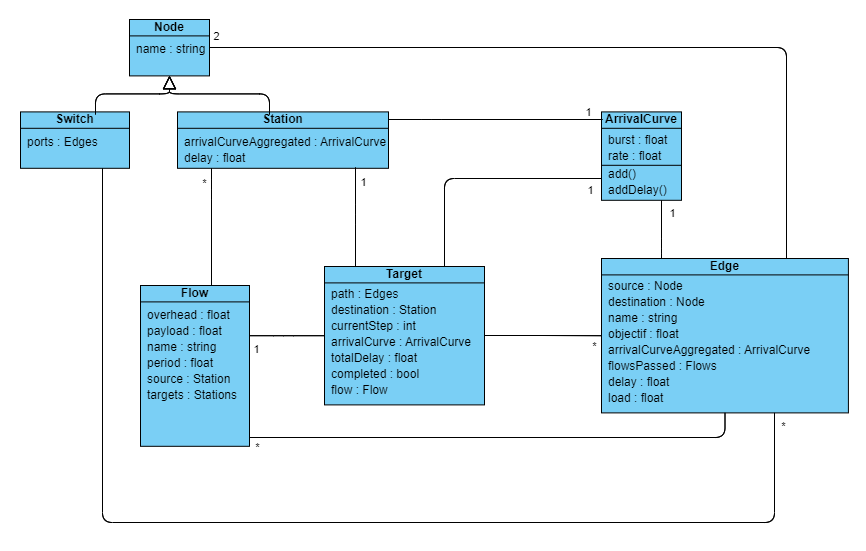 Node
name : string
2
Switch
ports : Edges
Station
arrivalCurveAggregated : ArrivalCurve
delay : float
1
ArrivalCurve
burst : float
rate : float
add()
addDelay()
*
1
1
1
Flow
overhead : float
payload : float
name : string
period : float
source : Station
targets : Stations
Target
path : Edges
destination : Station
currentStep : int
arrivalCurve : ArrivalCurve
totalDelay : float
completed : bool
flow : Flow
Edge
source : Node
destination : Node
name : string
objectif : float
arrivalCurveAggregated : ArrivalCurve
flowsPassed : Flows
delay : float
load : float
1
*
*
*